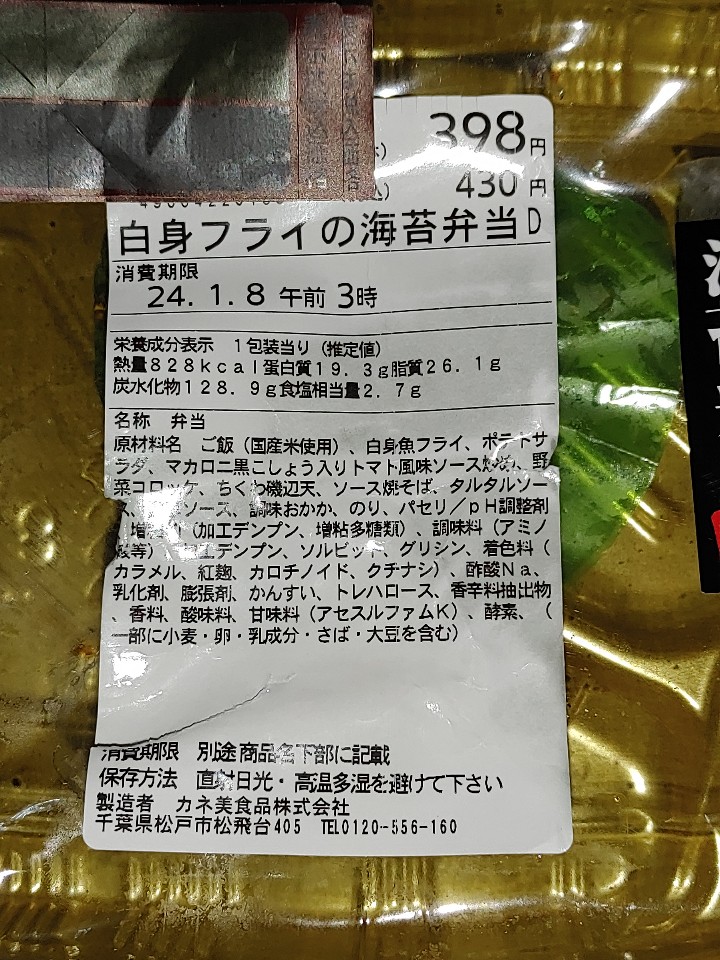 398円
430円
白身フライの海苔弁当D
消費期限
24.1.8 午前 3時
栄養成分表示 1包装当り (推定値)
熱量828kcal蛋白質19.3g脂質26.1g
炭水化物128.9g食塩相当量2.7g
名称 弁当
原材料名 ご飯(国産米使用)、白身魚フライ、ポテトサ
ラダ、マカロニ黒こしょう入りトマト風味ソース炒め、野
菜コロッケ、ちくわ磯辺天、ソース焼そば、タルタルソー
ソース、調味おかか、のり、パセリ/pH調整剤
(加工デンプン、増粘多糖類)、調味料(アミノ
等)、ソルビット、グリシン、着色料(
カラメル、紅麹、カロチノイド、クチナシ)、酢酸Na、
乳化剤、膨張剤、かんすい、トレハロース、香辛料抽出物
、香料、酸味料、甘味料(アセスルファムK)、酵素、(
一部に小麦・卵・乳成分・さば・大豆を含む)
消費期限 別途商品名下部に記載
保存方法 直射日光・高温多湿を避けて下さい
製造者 カネ美食品株式会社
千葉県松戸市松飛台405 TEL0120-556-160